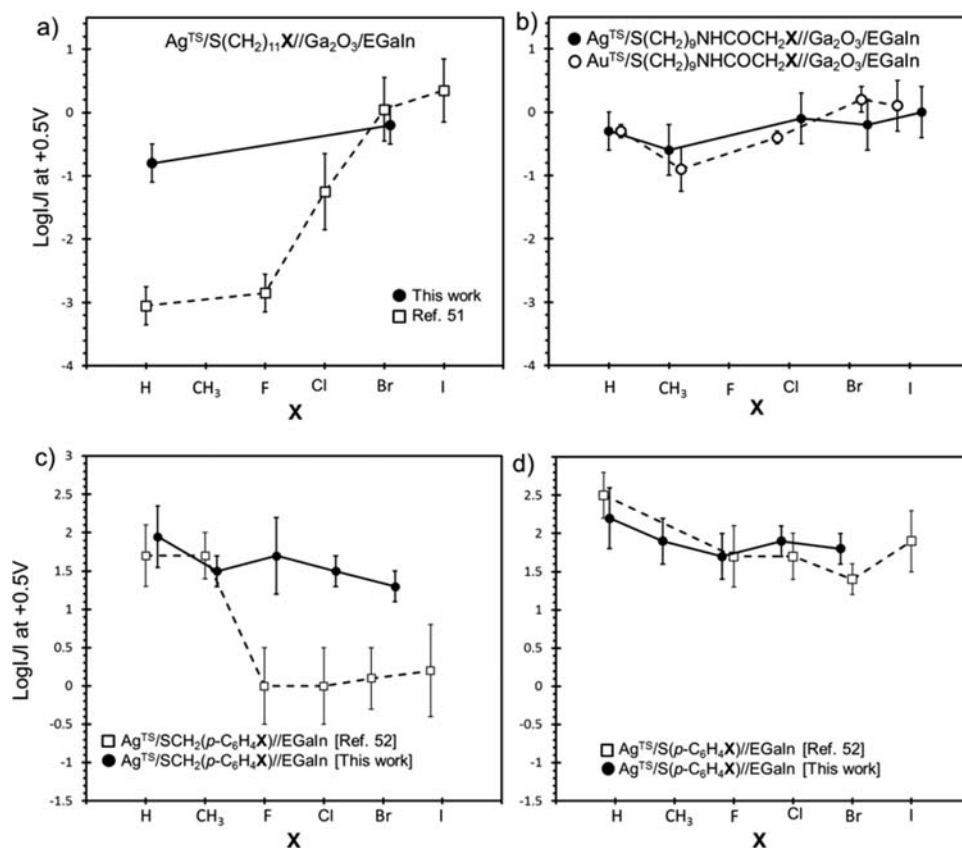 a)
Ag^TS/S(CH₂)₁₁X//Ga₂O₃/EGaIn
Log|J| at +0.5V
1
0
-1
-2
-3
-4
This work
Ref. 51
H CH₃ F Cl Br I
X
b)
Ag^TS/S(CH₂)₉NHCOCH₂X//Ga₂O₃/EGaIn
Au^TS/S(CH₂)₉NHCOCH₂X//Ga₂O₃/EGaIn
1
0
-1
-2
-3
-4
H CH₃ F Cl Br I
X
c)
Log|J| at +0.5V
3
2.5
2
1.5
1
0.5
0
-0.5
-1
-1.5
Ag^TS/SCH₂(p-C₆H₄X)//EGaIn [Ref. 52]
Ag^TS/SCH₂(p-C₆H₄X)//EGaIn [This work]
H CH₃ F Cl Br I
X
d)
2.5
2
1.5
1
0.5
0
-0.5
-1
-1.5
Ag^TS/S(p-C₆H₄X)//EGaIn [Ref. 52]
Ag^TS/S(p-C₆H₄X)//EGaIn [This work]
H CH₃ F Cl Br I
X